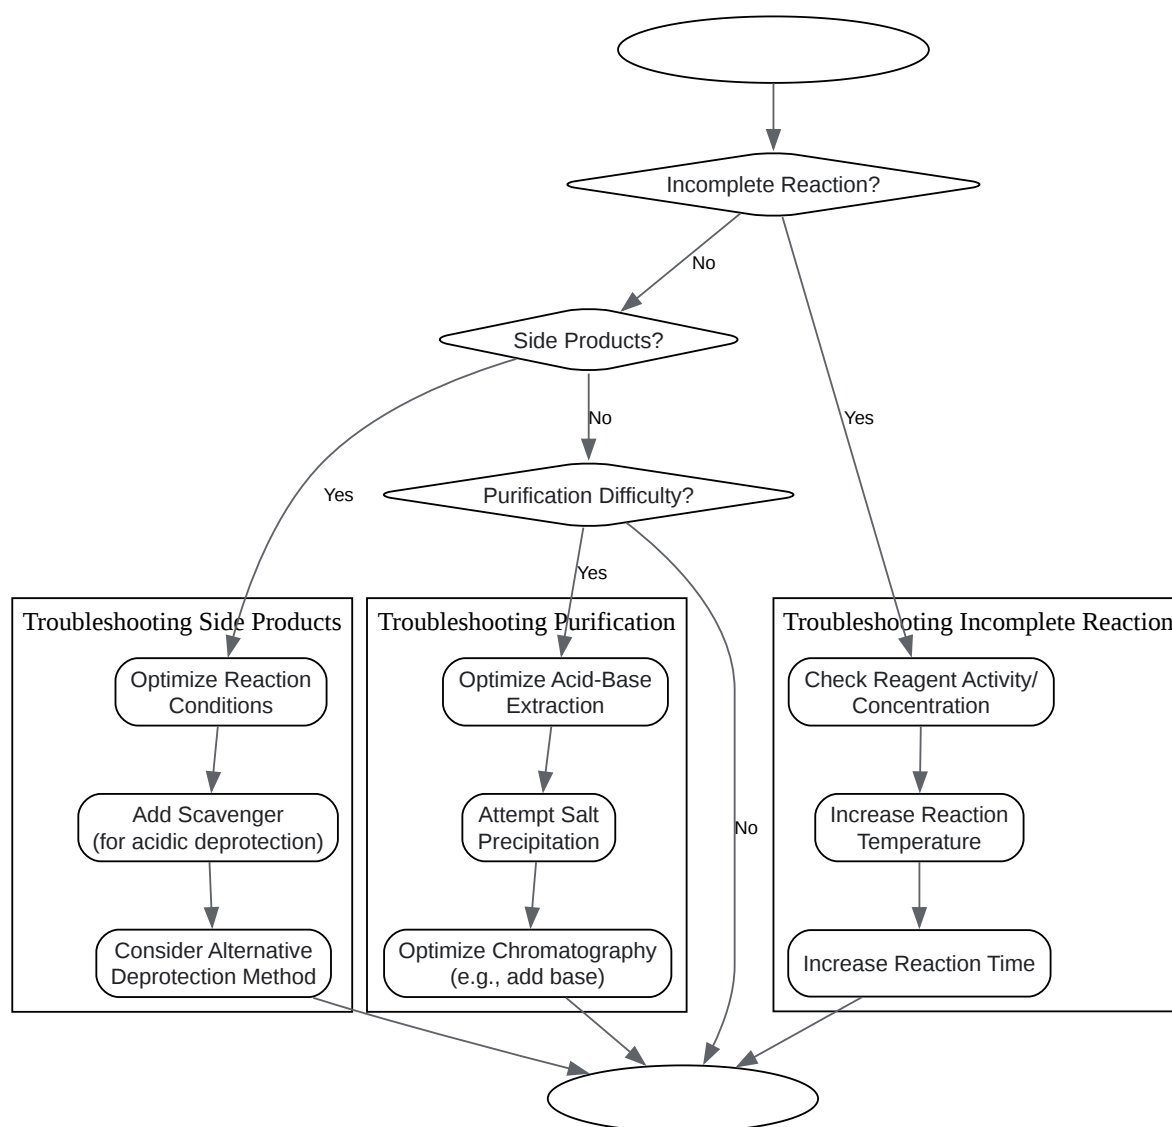 Incomplete Reaction?
No
Side Products?
No
Yes
Yes
Purification Difficulty?
Yes
Troubleshooting Side Products
Optimize Reaction
Conditions
Add Scavenger
(for acidic deprotection)
Consider Alternative
Deprotection Method
Troubleshooting Purification
Optimize Acid-Base
Extraction
Attempt Salt
Precipitation
Optimize Chromatography
(e.g., add base)
No
Troubleshooting Incomplete Reaction
Check Reagent Activity/
Concentration
Increase Reaction
Temperature
Increase Reaction Time